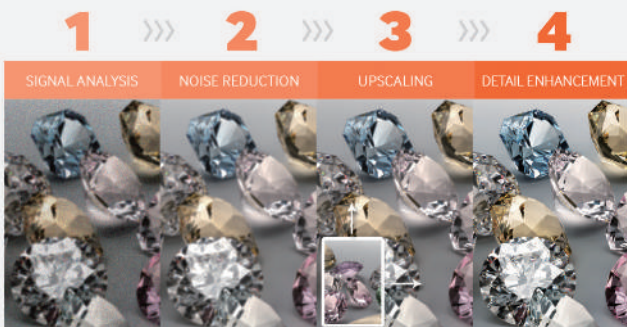 1 >>> 2 >>> 3 >>> 4
SIGNAL ANALYSIS NOISE REDUCTION UPSCALING DETAIL ENHANCEMENT